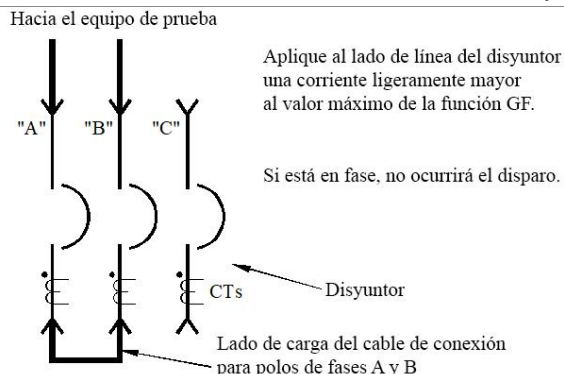 Hacia el equipo de prueba
Aplique al lado de línea del disyuntor
una corriente ligeramente mayor
al valor máximo de la función GF.
"A" "B" "C"
Si está en fase, no ocurrirá el disparo.
CTs
Disyuntor
Lado de carga del cable de conexión
para polos de fases A y B